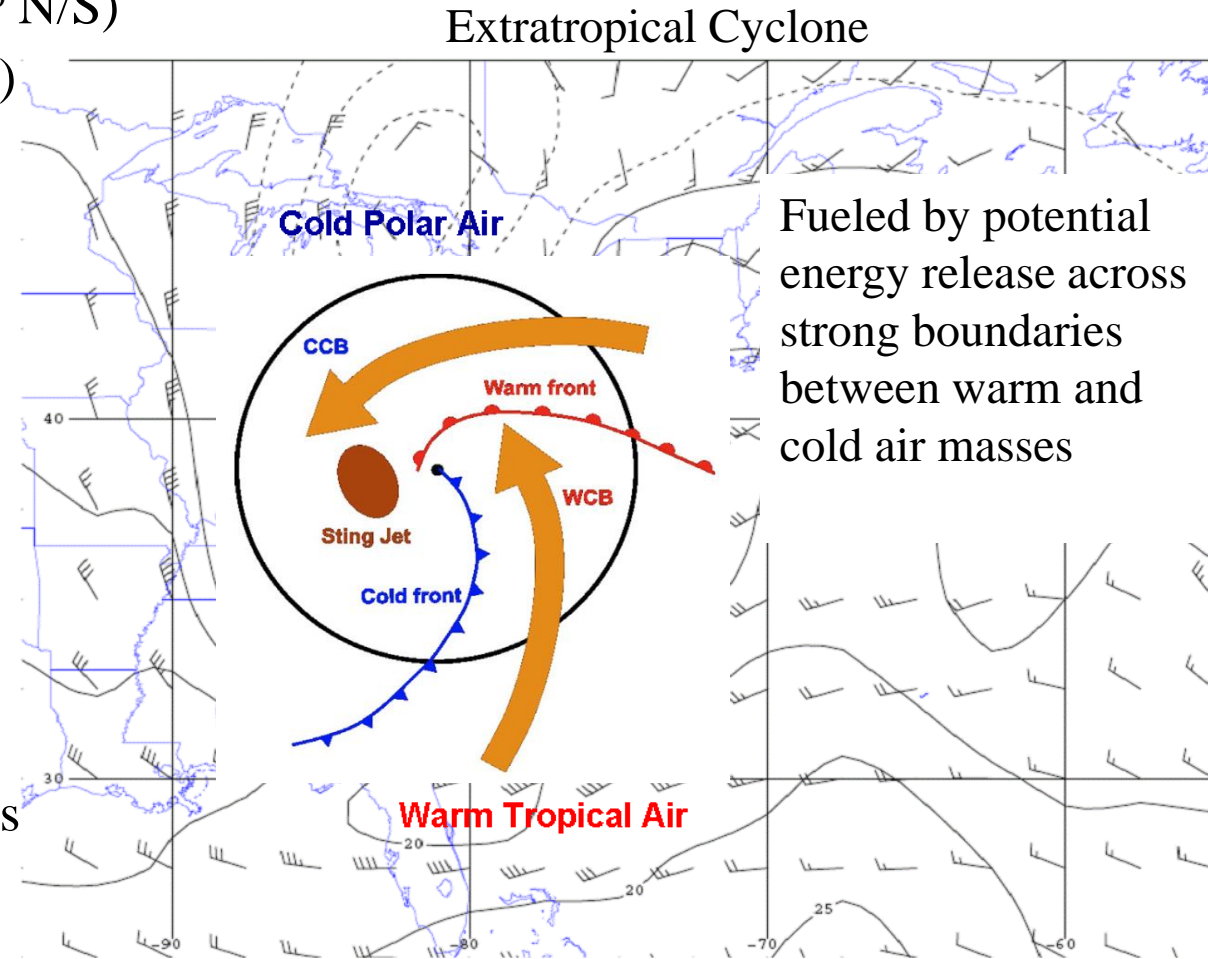 N/S)
Extratropical Cyclone
)
Cold Polar Air
Fueled by potential
energy release across
strong boundaries
between warm and
cold air masses
CCB
Warm front
40
WCB
Sting Jet
Cold front
30
s
Warm Tropical Air
20
20
25
-90
-80
-70
-60